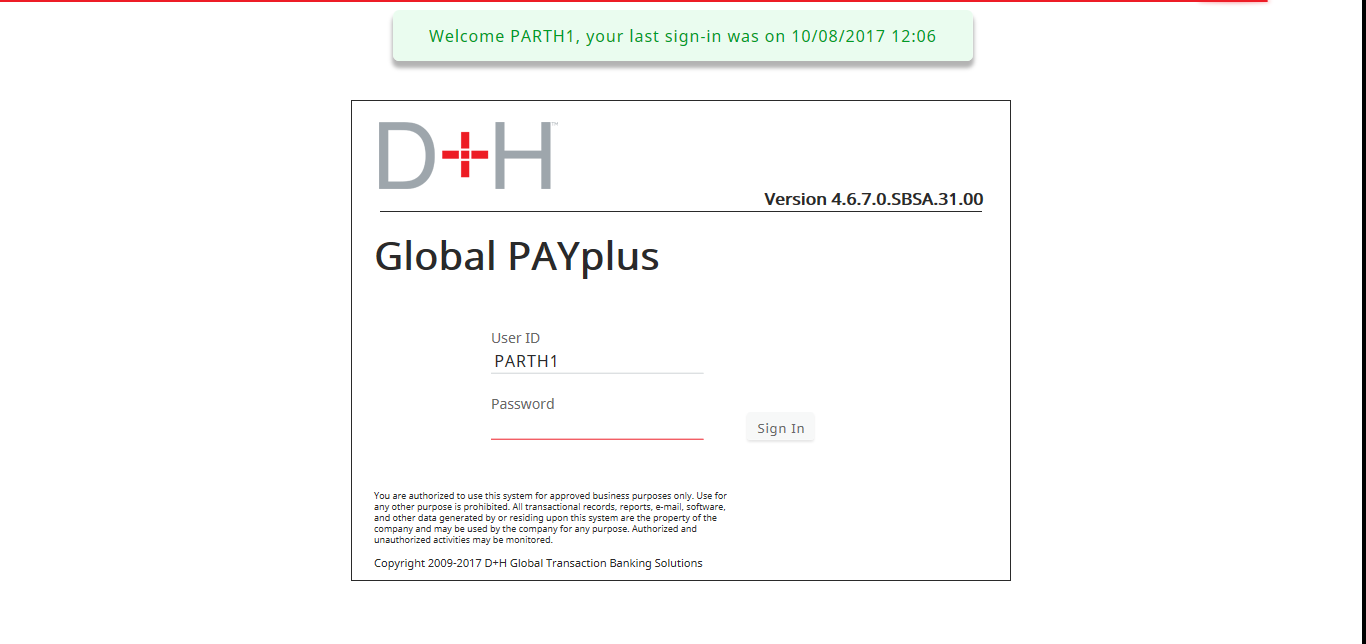 Welcome PARTH1, your last sign-in was on 10/08/2017 12:06
D+H™
Version 4.6.7.0.SBSA.31.00
Global PAYplus
User ID
PARTH1
Password
Sign In
You are authorized to use this system for approved business purposes only. Use for
any other purpose is prohibited. All transactional records, reports, e-mail, software,
and other data generated by or residing upon this system are the property of the
company and may be used by the company for any purpose. Authorized and
unauthorized activities may be monitored.
Copyright 2009-2017 D+H Global Transaction Banking Solutions